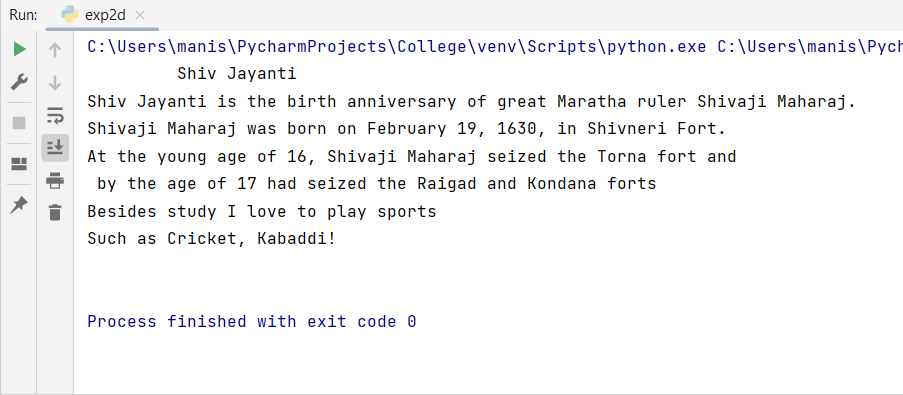 Run: exp2d
C:\Users\manis\PycharmProjects\College\venv\Scripts\python.exe C:\Users\manis\Pych
Shiv Jayanti
Shiv Jayanti is the birth anniversary of great Maratha ruler Shivaji Maharaj.
Shivaji Maharaj was born on February 19, 1630, in Shivneri Fort.
At the young age of 16, Shivaji Maharaj seized the Torna fort and
by the age of 17 had seized the Raigad and Kondana forts
Besides study I love to play sports
Such as Cricket, Kabaddi!
Process finished with exit code 0